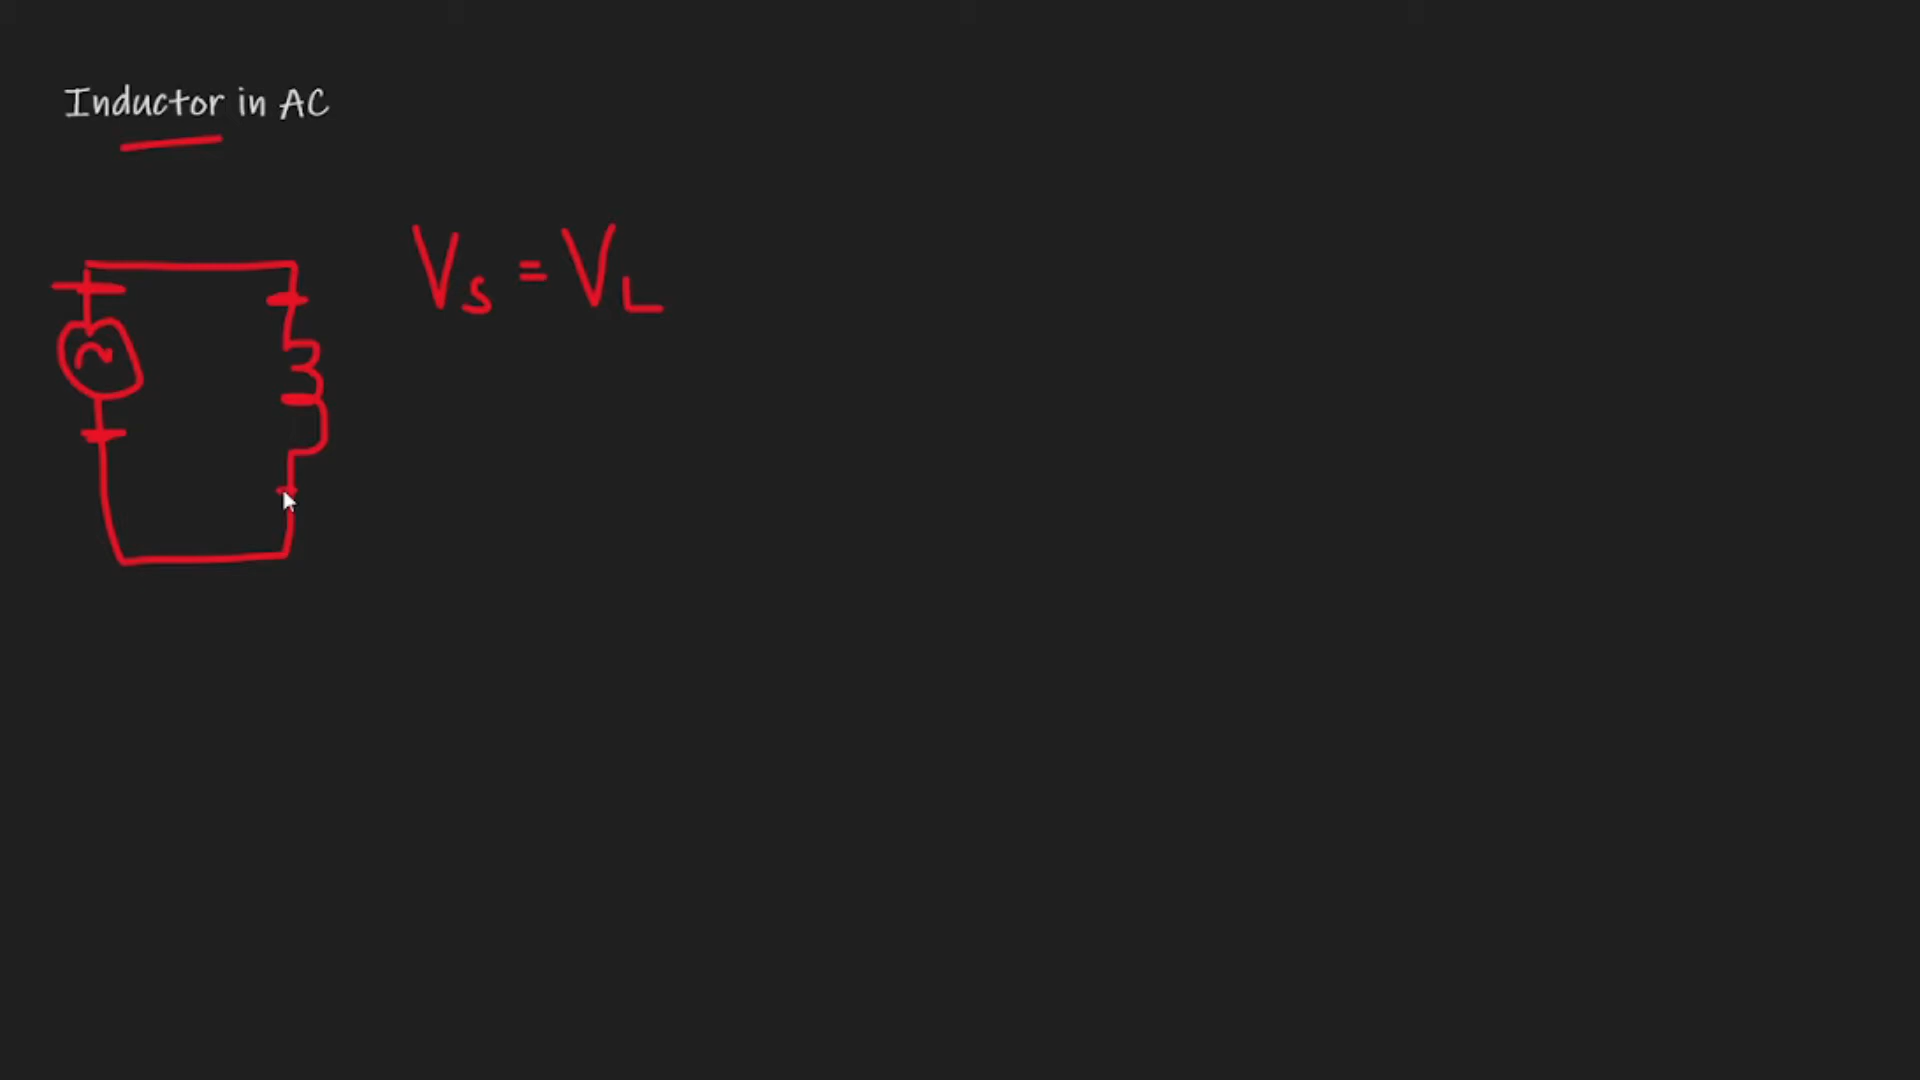 Inductor in AC
Vs = VL